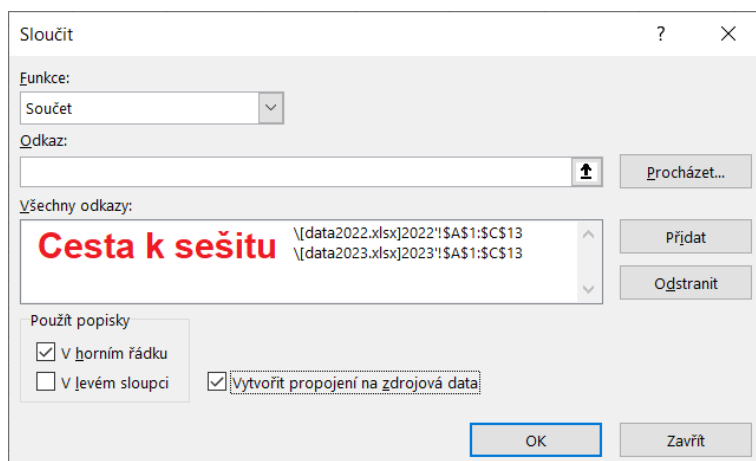 Sloučit ?
Funkce:
Součet
Odkaz:
Procházet...
Všechny odkazy:
Cesta k sešitu
\[data2022.xlsx]2022'!$A$1:$C$13
\[data2023.xlsx]2023'!$A$1:$C$13
Přidat
Odstranit
Použít popisky
V horním řádku
V levém sloupci
Vytvořit propojení na zdrojová data
OK
Zavřít